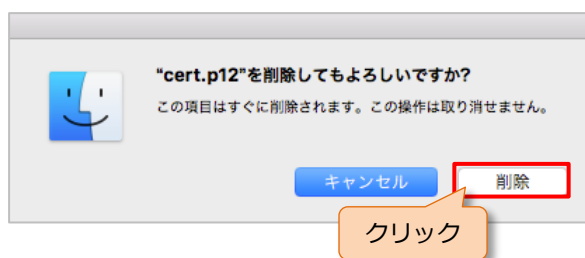 “cert.p12”を削除してもよろしいですか?
この項目はすぐに削除されます。この操作は取り消せません。
キャンセル
削除
クリック